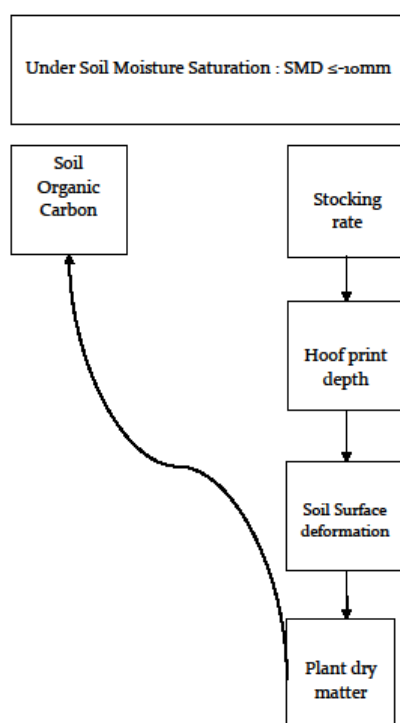 Under Soil Moisture Saturation : SMD ≤-10mm
Soil
Organic
Carbon
Stocking
rate
Hoof print
depth
Soil Surface
deformation
Plant dry
matter